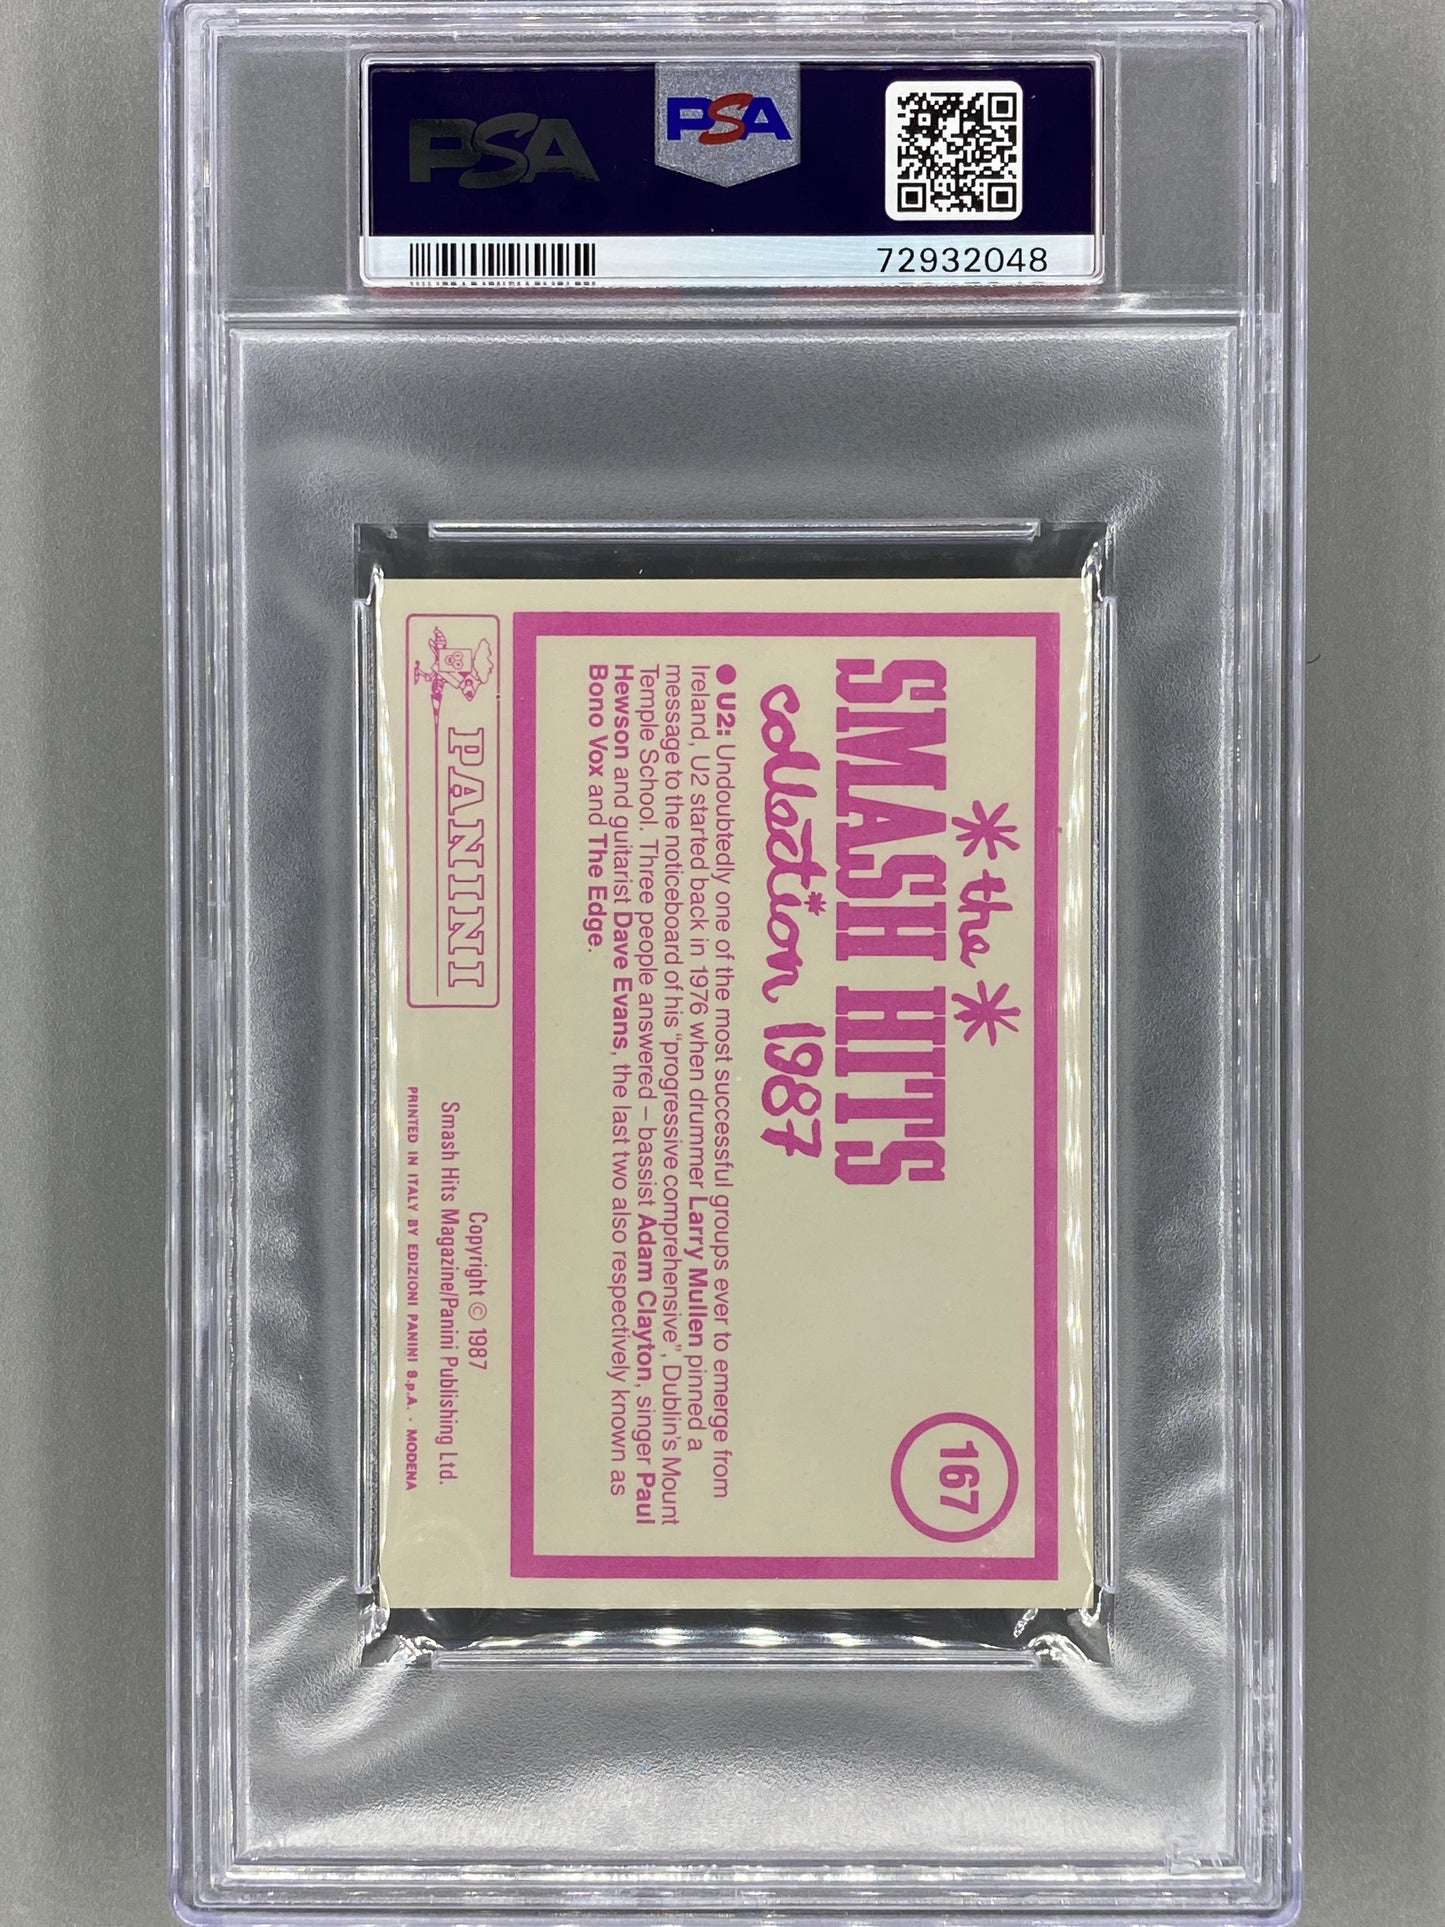 PSA
PSA
72932048
*the*
SMASH HITS
collection 1987
167
● U2: Undoubtedly one of the most successful groups ever to emerge from
Ireland, U2 started back in 1976 when drummer Larry Mullen pinned a
message to the noticeboard of his “progressive comprehensive”, Dublin's Mount
Temple School. Three people answered – bassist Adam Clayton, singer Paul
Hewson and guitarist Dave Evans, the last two also respectively known as
Bono Vox and The Edge.
PANINI
Copyright © 1987
Smash Hits Magazine/Panini Publishing Ltd.
PRINTED IN ITALY BY EDIZIONI PANINI S.p.A. - MODENA